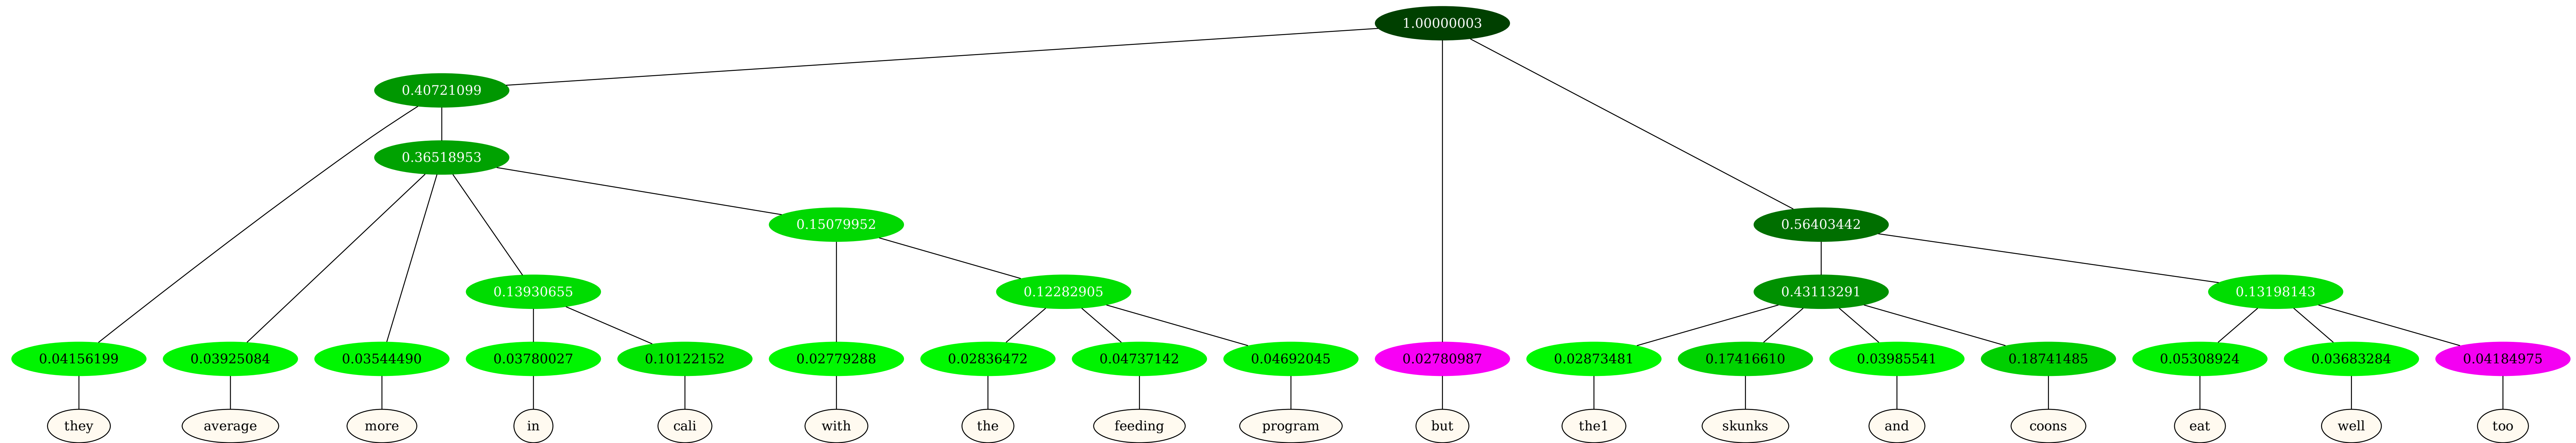 1.00000003
0.40721099
0.36518953
0.15079952 0.56403442
0.13930655 0.12282905 0.43113291 0.13198143
0.04156199 0.03925084 0.03544490 0.03780027 0.10122152 0.02779288 0.02836472 0.04737142 0.04692045 0.02780987 0.02873481 0.17416610 0.03985541 0.18741485 0.05308924 0.03683284 0.04184975
they average more in cali with the feeding program but the1 skunks and coons eat well too